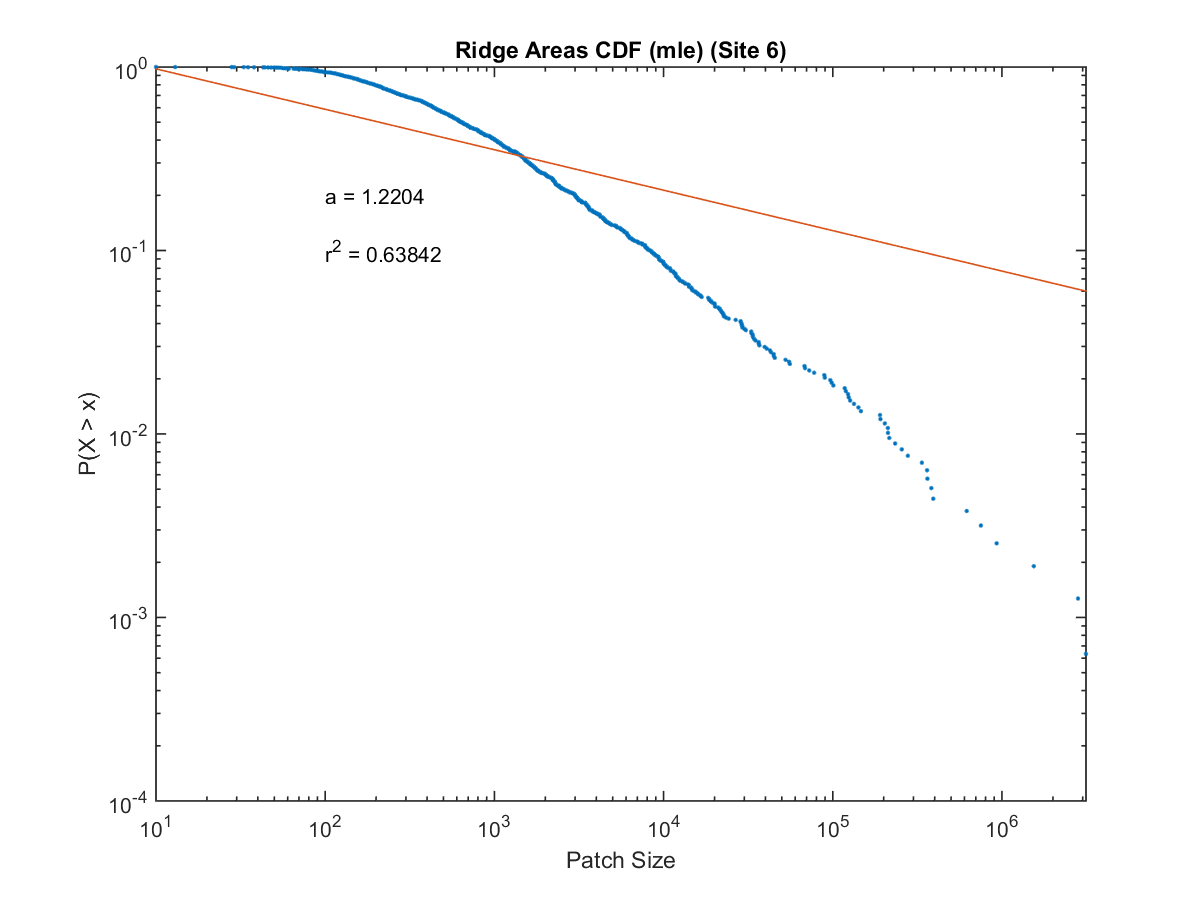 Ridge Areas CDF (mle) (Site 6)
10^0
10^-1
10^-2
10^-3
10^-4
P(X > x)
a = 1.2204
r^2 = 0.63842
10^1 10^2 10^3 10^4 10^5 10^6
Patch Size